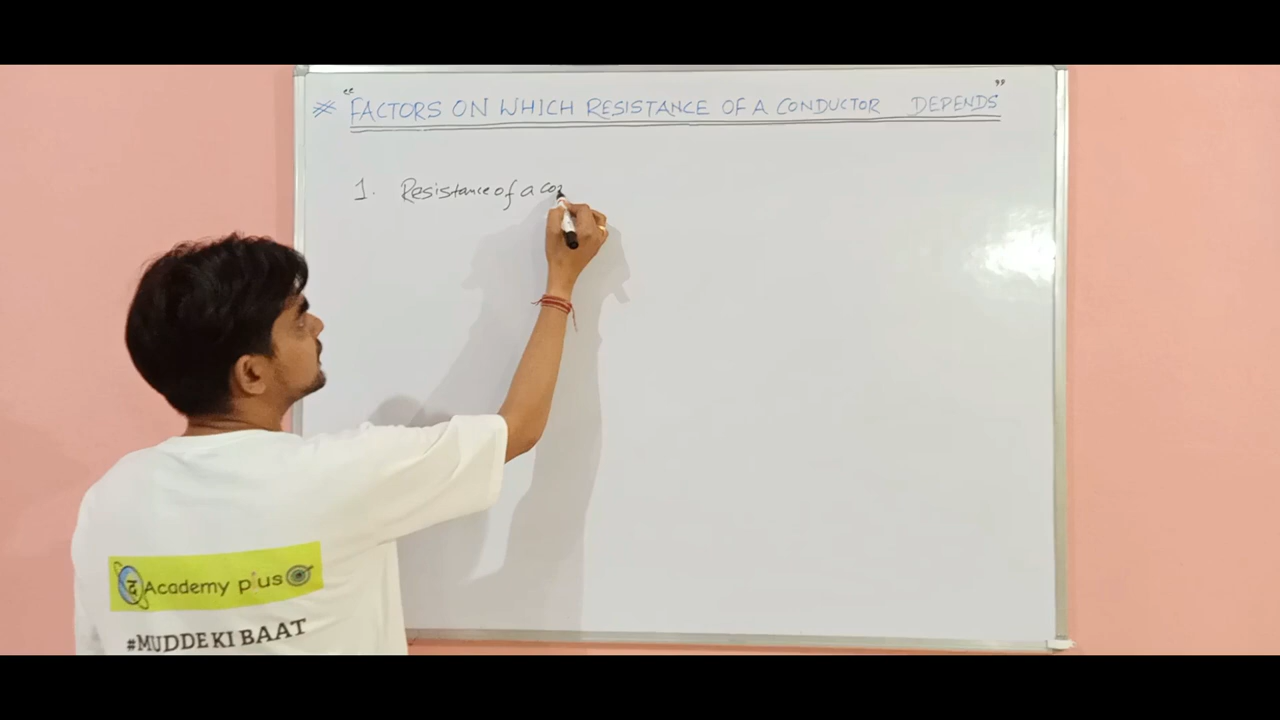 “ FACTORS ON WHICH RESISTANCE OF A CONDUCTOR DEPENDS ”
1. Resistance of a co
द Academy plus
#MUDDE KI BAAT